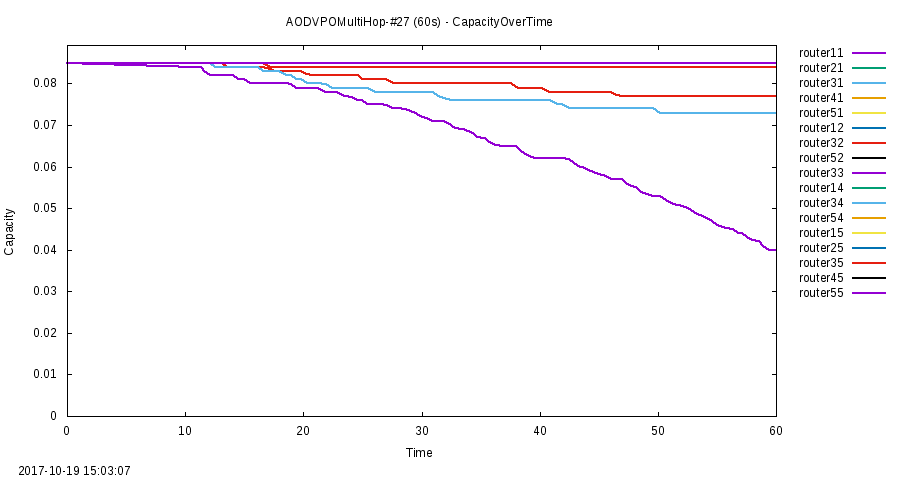 AODVPOMultiHop-#27 (60s) - CapacityOverTime
router11
router21
router31
router41
router51
router12
router32
router52
router33
router14
router34
router54
router15
router25
router35
router45
router55
0.08
0.07
0.06
0.05
0.04
0.03
0.02
0.01
0
Capacity
0 10 20 30 40 50 60
Time
2017-10-19 15:03:07